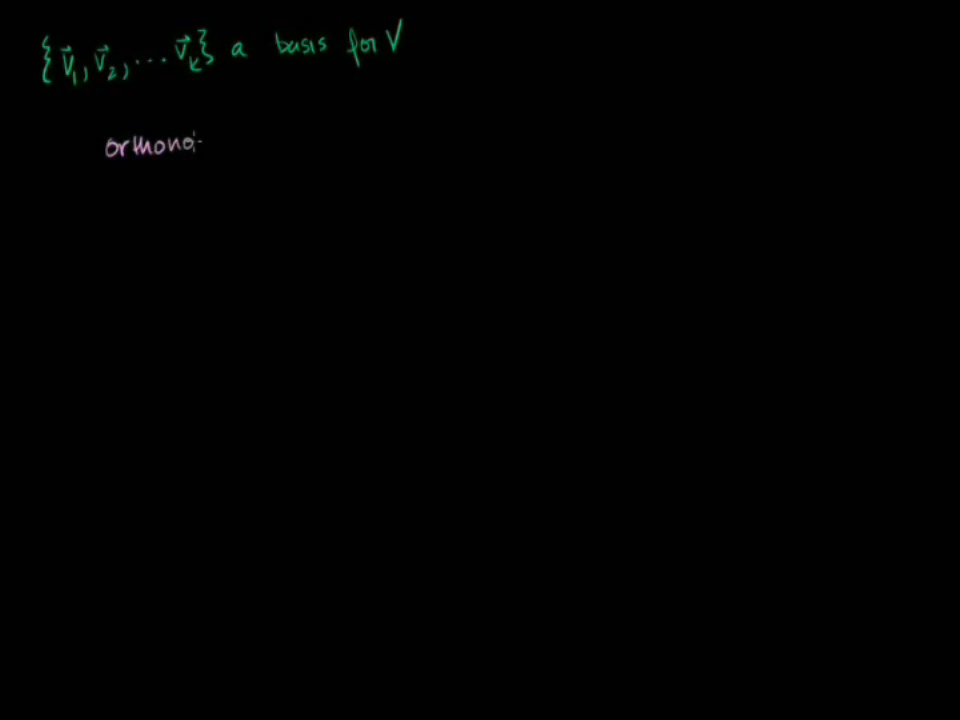 {v⃗₁, v⃗₂, ... v⃗ₖ} a basis for V
orthono